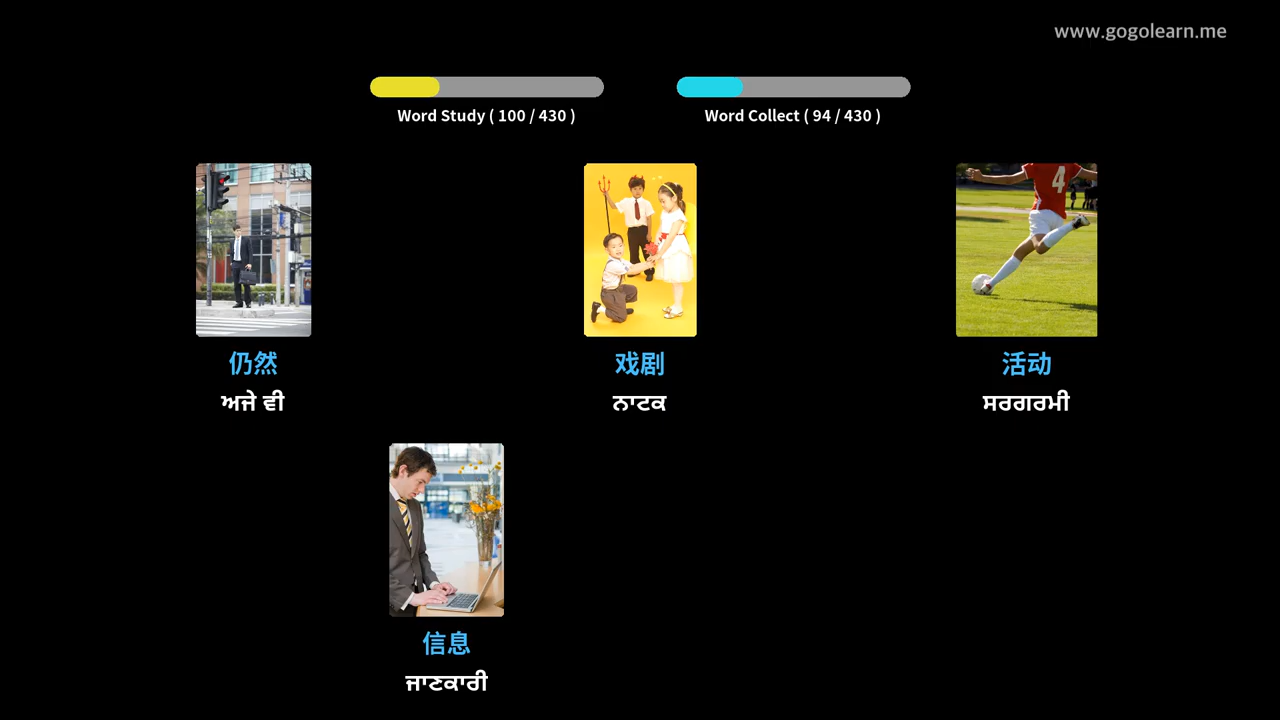 www.gogolearn.me
Word Study ( 100 / 430 )
Word Collect ( 94 / 430 )
仍然
ਅਜੇ ਵੀ
戏剧
ਨਾਟਕ
活动
ਸਰਗਰਮੀ
4
信息
ਜਾਣਕਾਰੀ